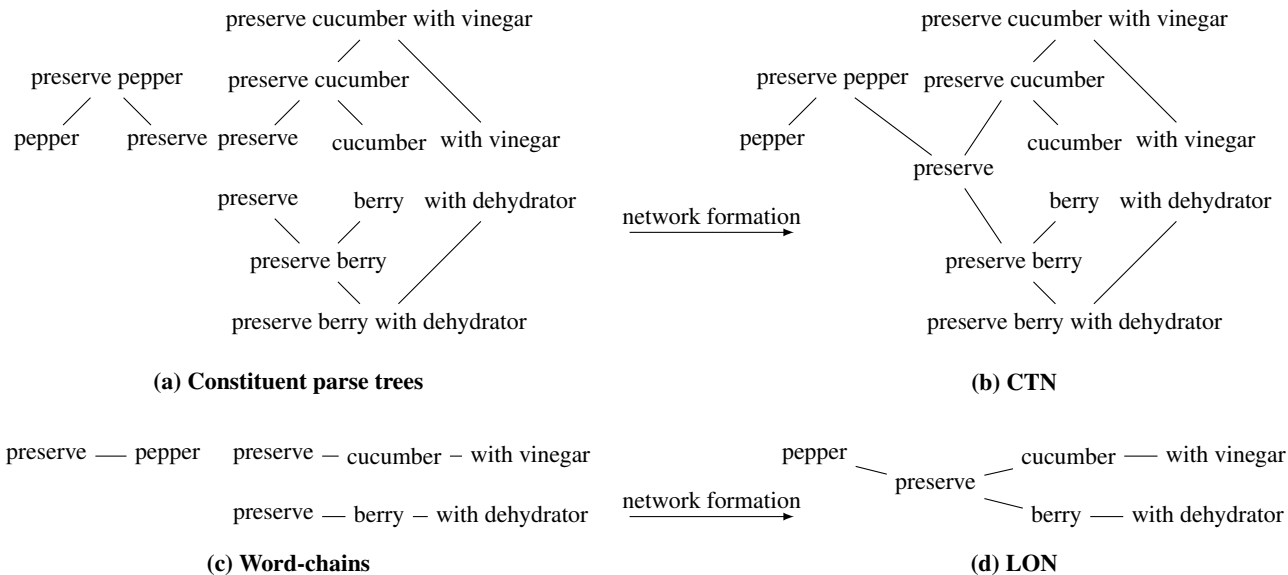 preserve cucumber with vinegar
preserve pepper
preserve cucumber
pepper
preserve
preserve
cucumber
with vinegar
preserve
berry
with dehydrator
preserve berry
preserve berry with dehydrator
(a) Constituent parse trees
network formation
preserve cucumber with vinegar
preserve pepper
preserve cucumber
pepper
cucumber
with vinegar
preserve
berry
with dehydrator
preserve berry
preserve berry with dehydrator
(b) CTN
preserve — pepper
preserve – cucumber – with vinegar
preserve – berry – with dehydrator
(c) Word-chains
network formation
pepper
preserve
cucumber — with vinegar
berry — with dehydrator
(d) LON